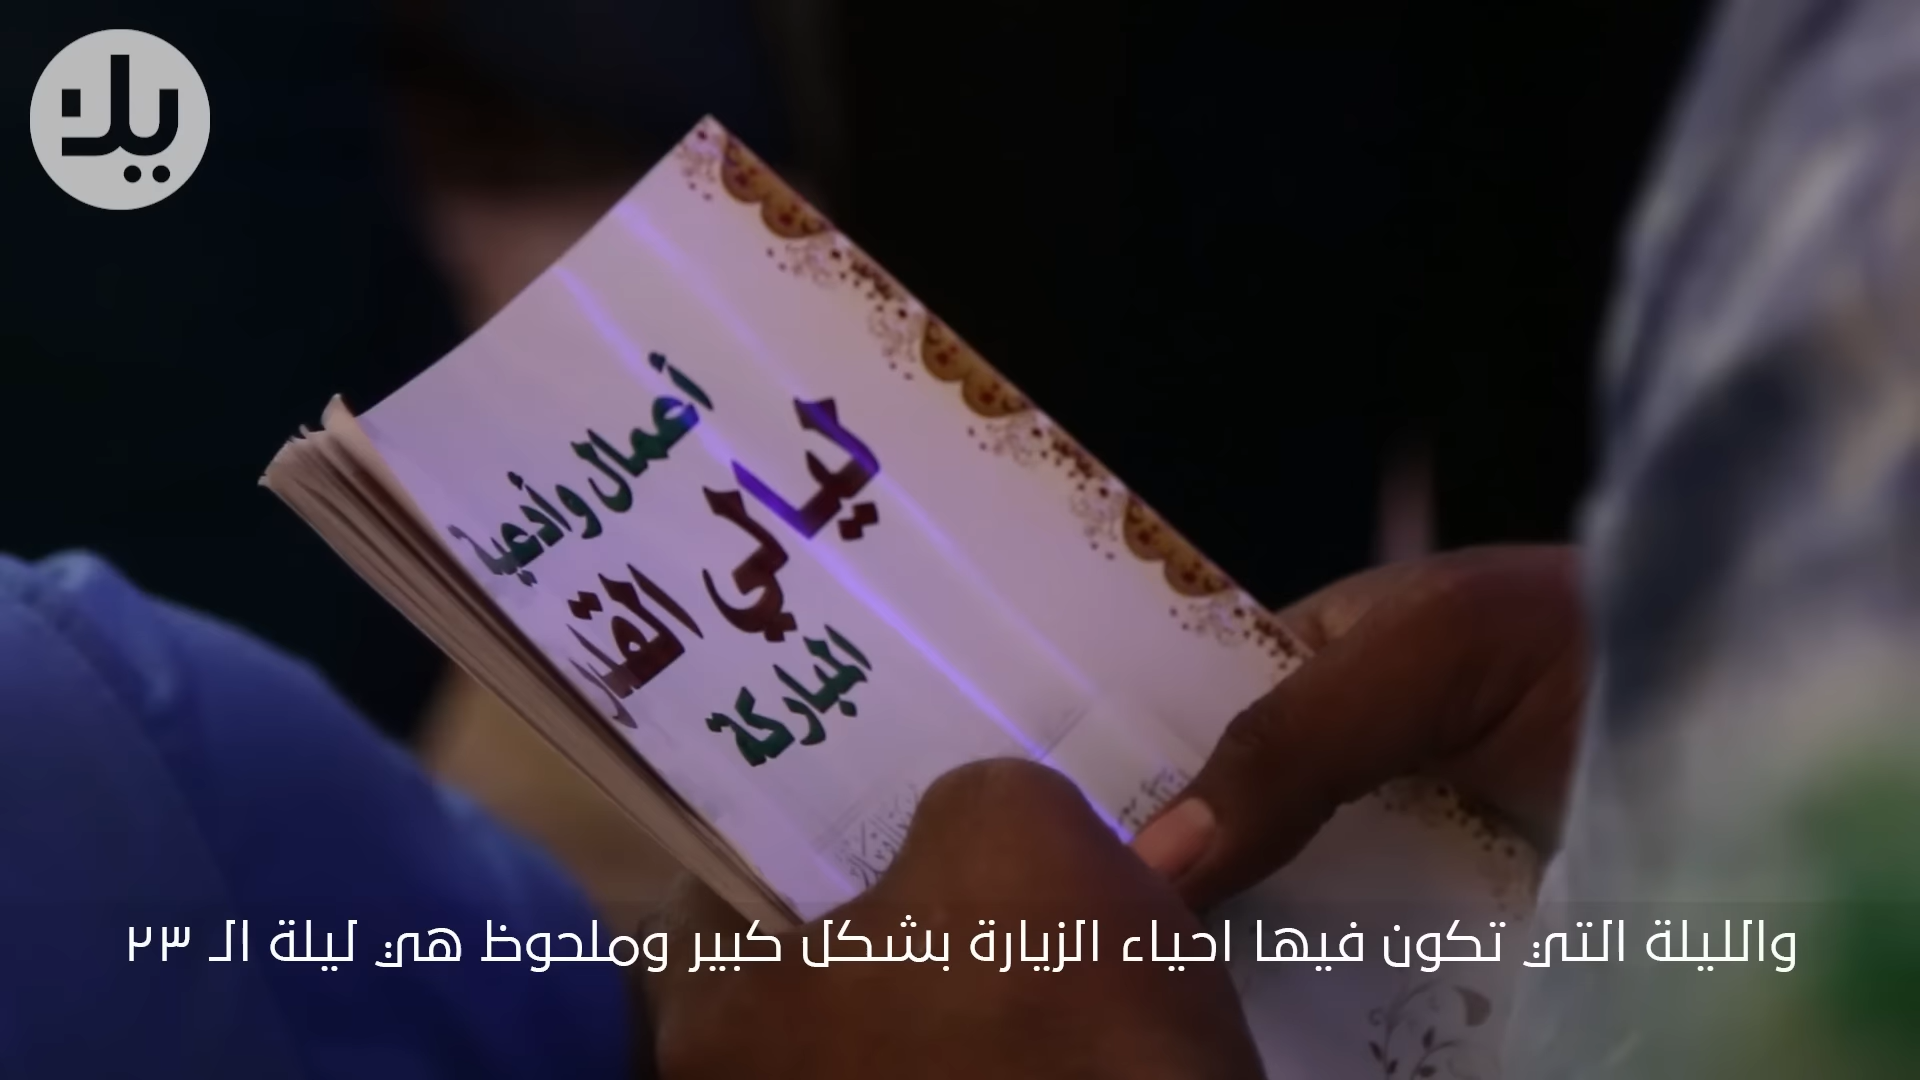 يلا
أعمال وأدعية
ليالي القدر
المباركة
والليلة التي تكون فيها احياء الزيارة بشكل كبير وملحوظ هي ليلة الـ ٢٣